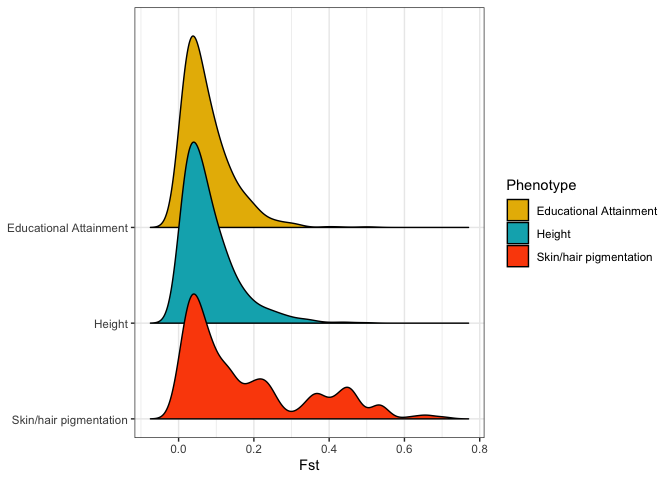 Educational Attainment
Height
Skin/hair pigmentation
0.0 0.2 0.4 0.6 0.8
Fst
Phenotype
Educational Attainment
Height
Skin/hair pigmentation